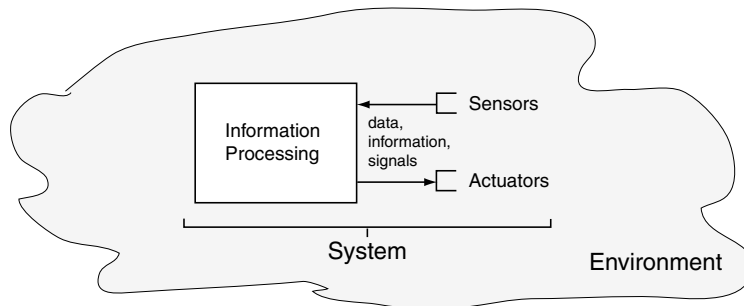 Information
Processing
Sensors
data,
information,
signals
Actuators
System
Environment